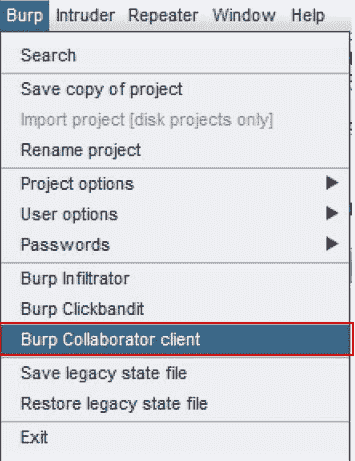 Burp Intruder Repeater Window Help
Search
Save copy of project
Import project [disk projects only]
Rename project
Project options
User options
Passwords
Burp Infiltrator
Burp Clickbandit
Burp Collaborator client
Save legacy state file
Restore legacy state file
Exit